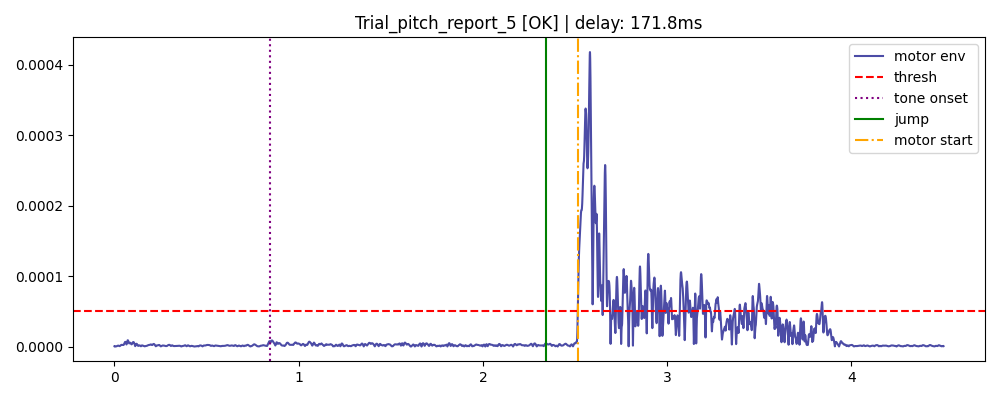 Trial_pitch_report_5 [OK] | delay: 171.8ms
0.0004
0.0003
0.0002
0.0001
0.0000
0
1
2
3
4
motor env
thresh
tone onset
jump
motor start